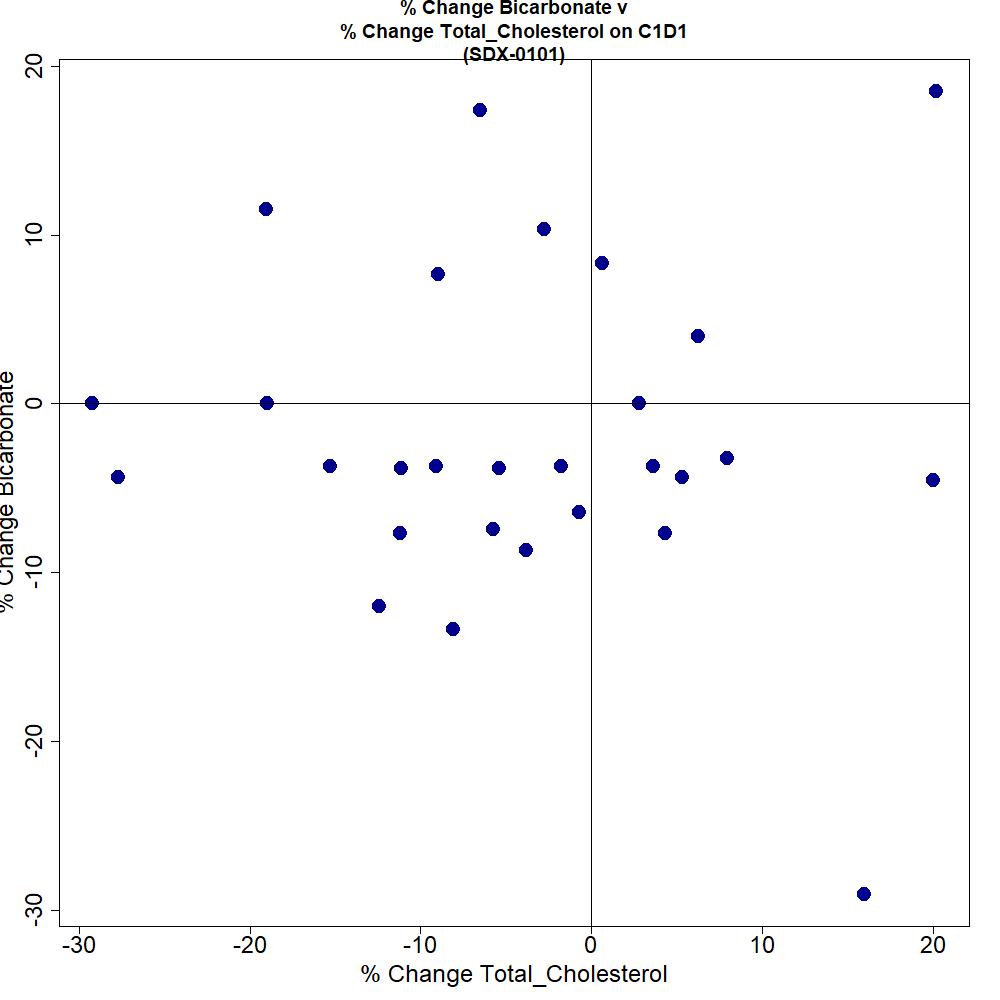 % Change Bicarbonate v
% Change Total_Cholesterol on C1D1
(SDX-0101)
20
10
0
-10
-20
-30
% Change Bicarbonate
-30
-20
-10
0
10
20
% Change Total_Cholesterol